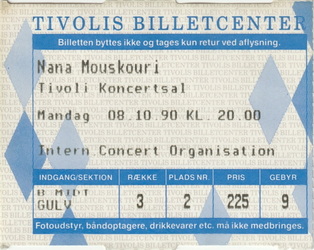 TIVOLIS BILLETCENTER
Billetten byttes ikke og tages kun retur ved aflysning.
Nana Mouskouri
Tivoli Koncertsal
Mandag 08.10.90 KL. 20.00
Intern Concert Organisation
INDGANG/SEKTION RÆKKE PLADS NR. PRIS GEBYR
B MIDT
GULV 3 2 225 9
Fotoudstyr, båndoptagere, drikkevarer etc. må ikke medbringes.